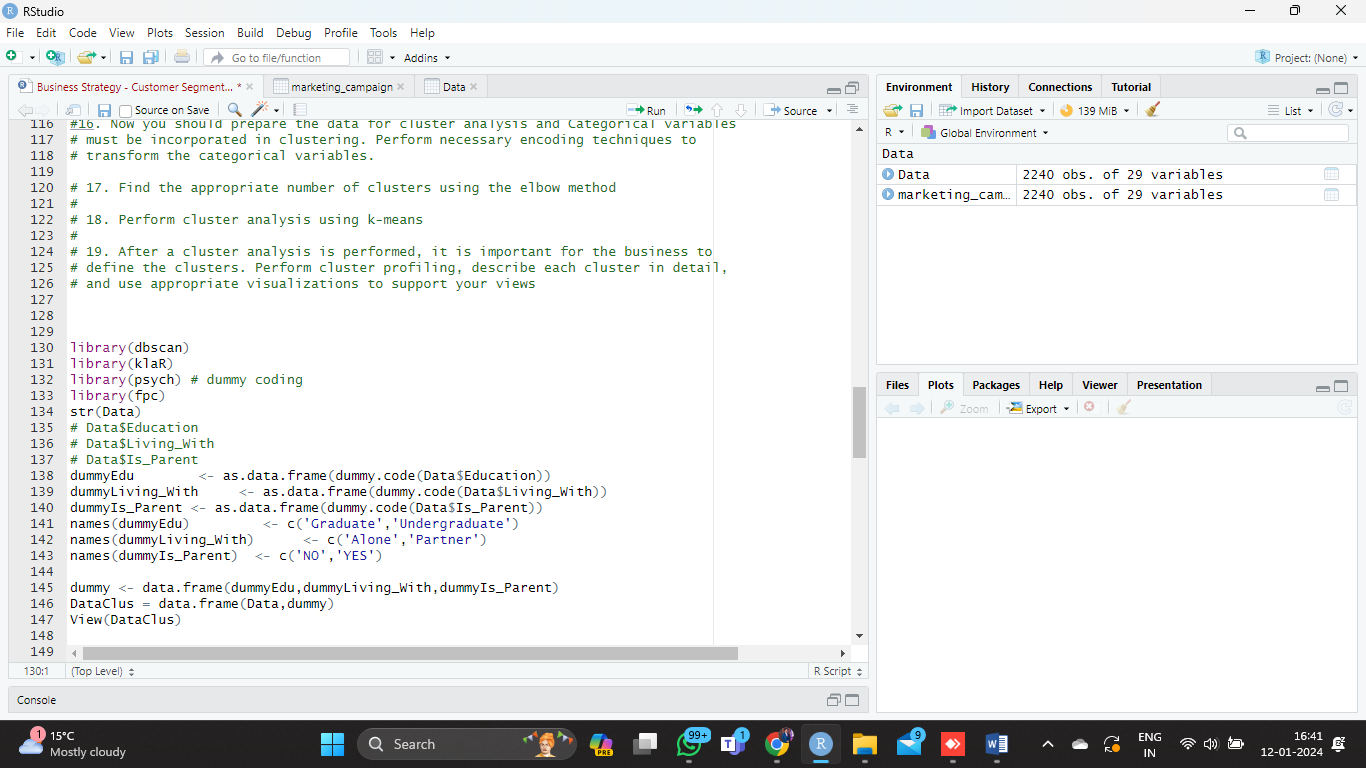 RStudio
File Edit Code View Plots Session Build Debug Profile Tools Help
Go to file/function Addins Project: (None)
Business Strategy - Customer Segment... * marketing_campaign Data
Source on Save Run Source
116 #16. Now you should prepare the data for cluster analysis and Categorical variables
117 # must be incorporated in clustering. Perform necessary encoding techniques to
118 # transform the categorical variables.
119
120 # 17. Find the appropriate number of clusters using the elbow method
121 #
122 # 18. Perform cluster analysis using k-means
123 #
124 # 19. After a cluster analysis is performed, it is important for the business to
125 # define the clusters. Perform cluster profiling, describe each cluster in detail,
126 # and use appropriate visualizations to support your views
127
128
129
130 library(dbscan)
131 library(klaR)
132 library(psych) # dummy coding
133 library(fpc)
134 str(Data)
135 # Data$Education
136 # Data$Living_With
137 # Data$Is_Parent
138 dummyEdu <- as.data.frame(dummy.code(Data$Education))
139 dummyLiving_With <- as.data.frame(dummy.code(Data$Living_With))
140 dummyIs_Parent <- as.data.frame(dummy.code(Data$Is_Parent))
141 names(dummyEdu) <- c('Graduate','Undergraduate')
142 names(dummyLiving_With) <- c('Alone','Partner')
143 names(dummyIs_Parent) <- c('NO','YES')
144
145 dummy <- data.frame(dummyEdu,dummyLiving_With,dummyIs_Parent)
146 DataClus = data.frame(Data,dummy)
147 View(DataClus)
148
149
130:1 (Top Level) R Script
Console
Environment History Connections Tutorial
Import Dataset 139 MiB List
R Global Environment
Data
Data 2240 obs. of 29 variables
marketing_cam... 2240 obs. of 29 variables
Files Plots Packages Help Viewer Presentation
Zoom Export
1 15°C
Mostly cloudy
Search
PRE
99+
1
9
ENG
IN
16:41
12-01-2024